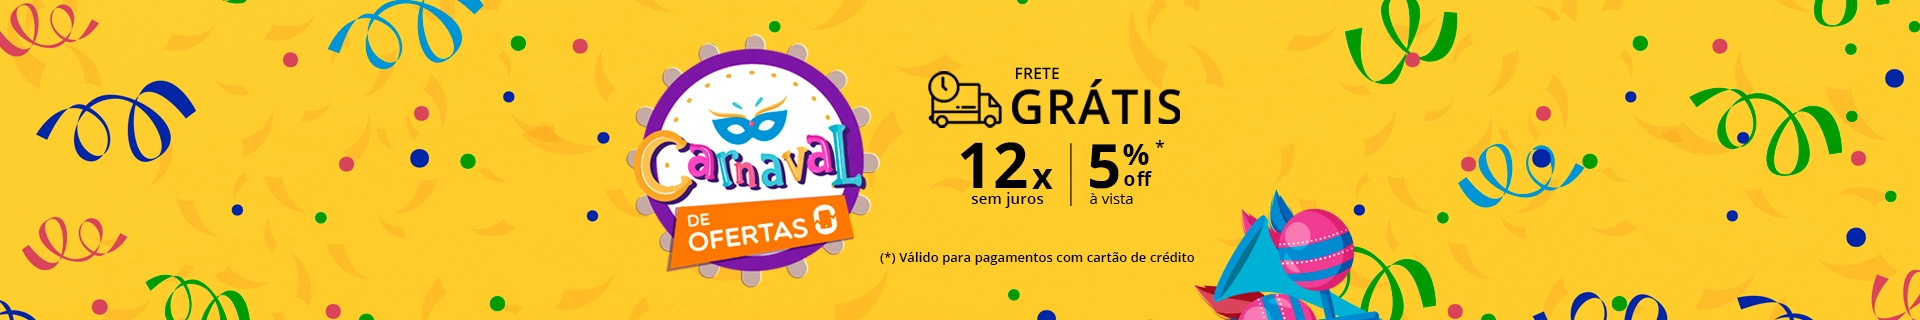 Carnaval
DE
OFERTAS
FRETE
GRÁTIS
12x
sem juros
5% off *
à vista
(*) Válido para pagamentos com cartão de crédito